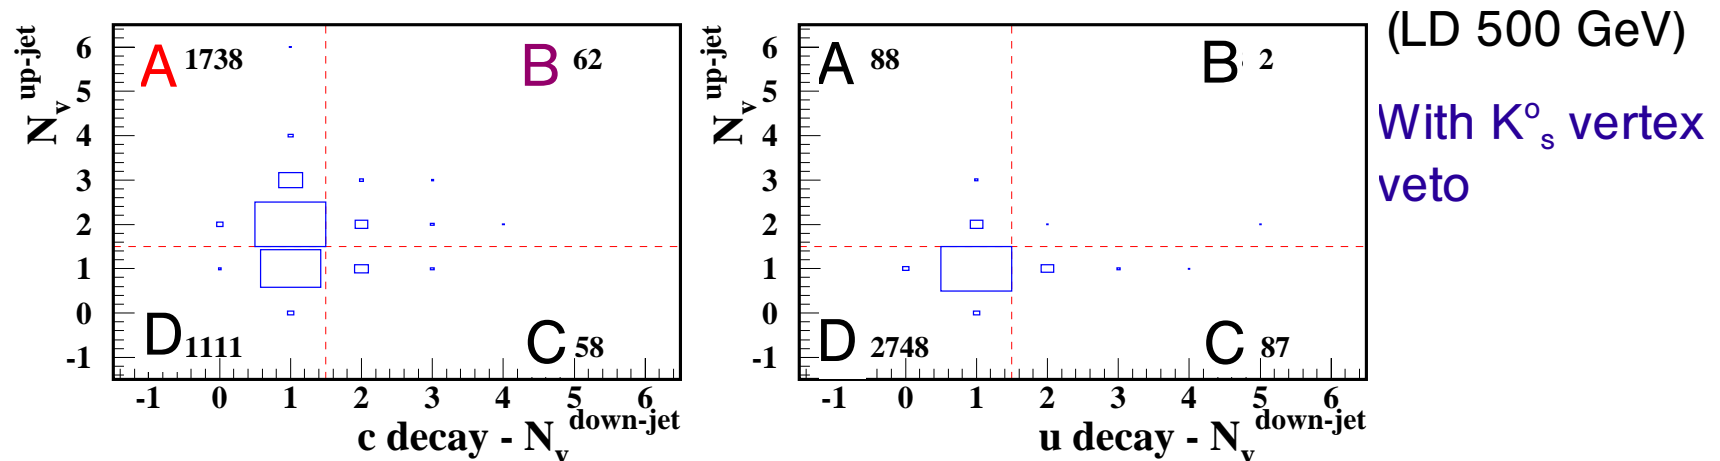 N_v^up-jet
6
5
4
3
2
1
0
-1
A 1738
B 62
D 1111
C 58
-1 0 1 2 3 4 5 6
c decay - N_v^down-jet
N_v^up-jet
6
5
4
3
2
1
0
-1
A 88
B 2
D 2748
C 87
-1 0 1 2 3 4 5 6
u decay - N_v^down-jet
(LD 500 GeV)
With K^o_s vertex
veto